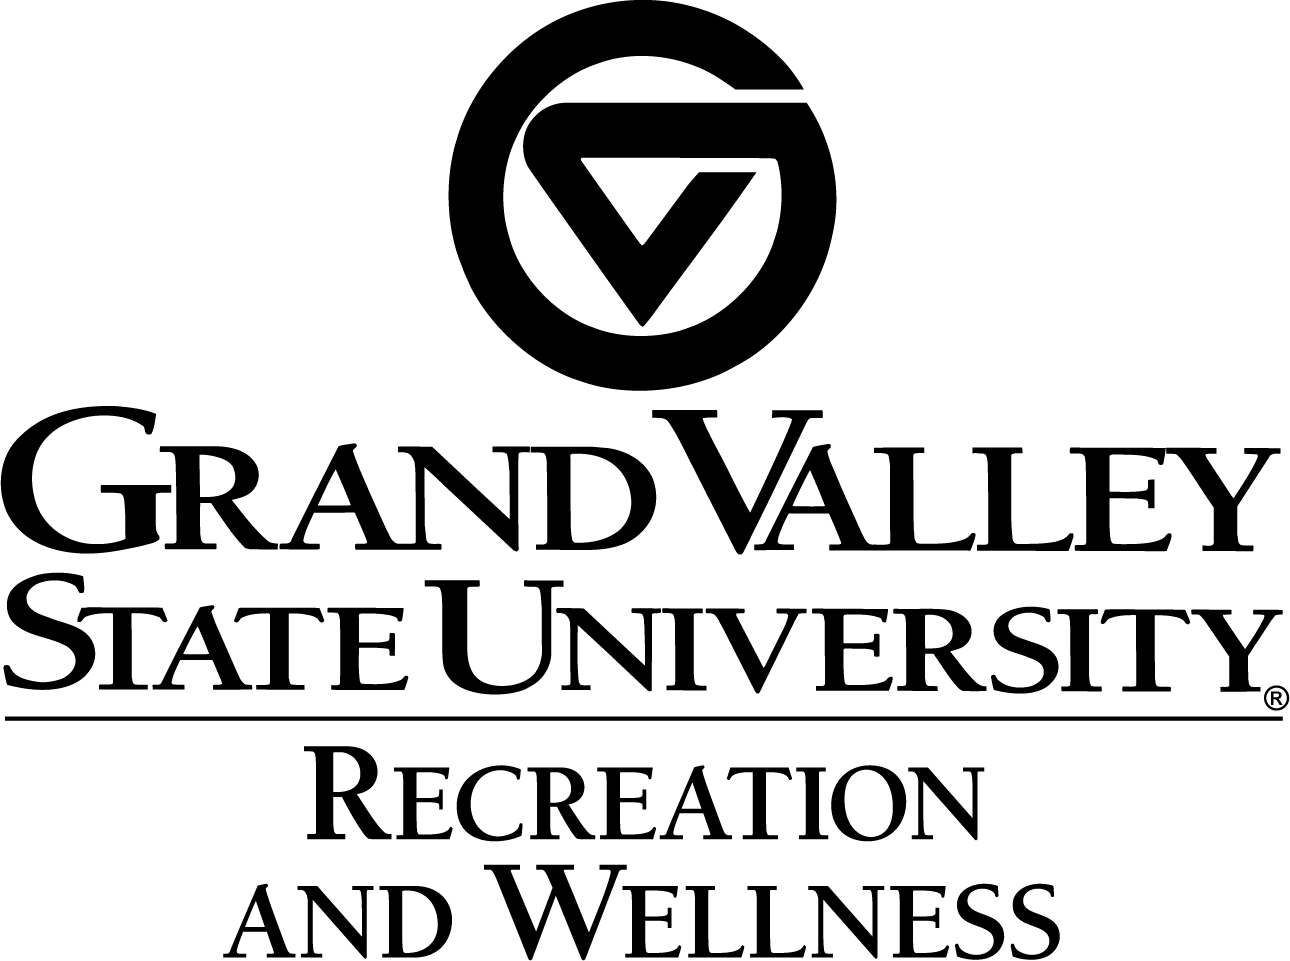 GRAND VALLEY
STATE UNIVERSITY®
RECREATION
AND WELLNESS